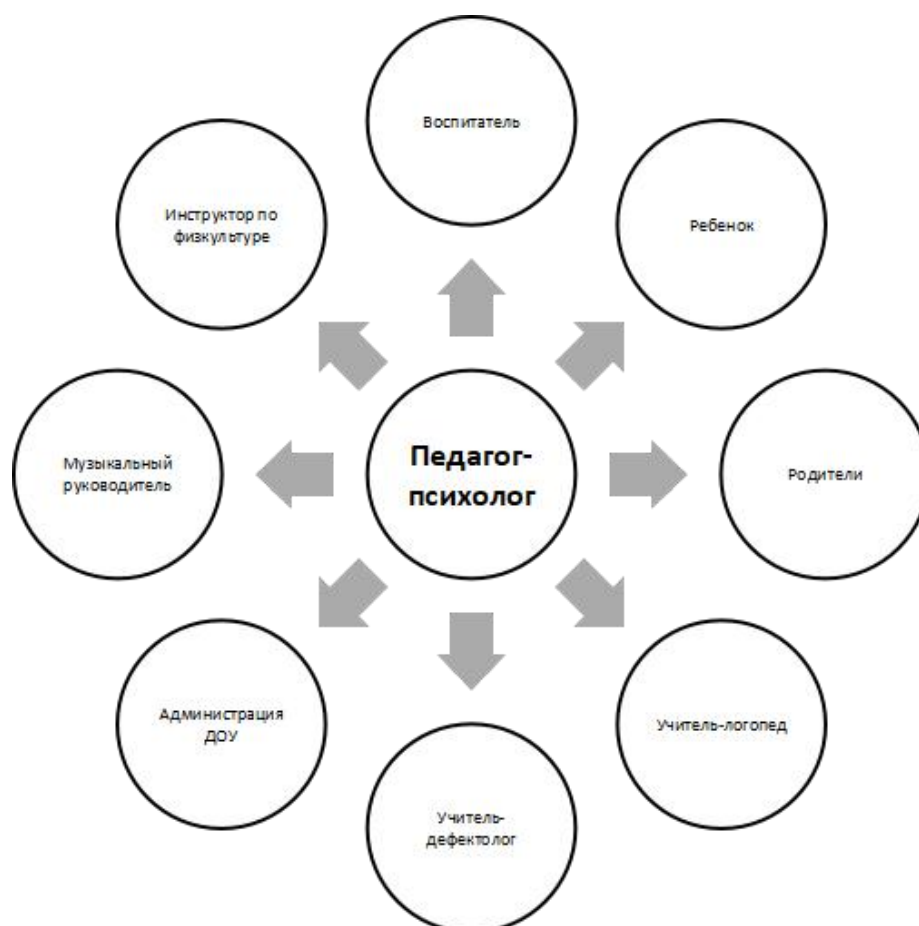 Воспитатель
Инструктор по
физкультуре
Ребенок
Музыкальный
руководитель
Педагог-
психолог
Родители
Администрация
ДОУ
Учитель-логопед
Учитель-
дефектолог